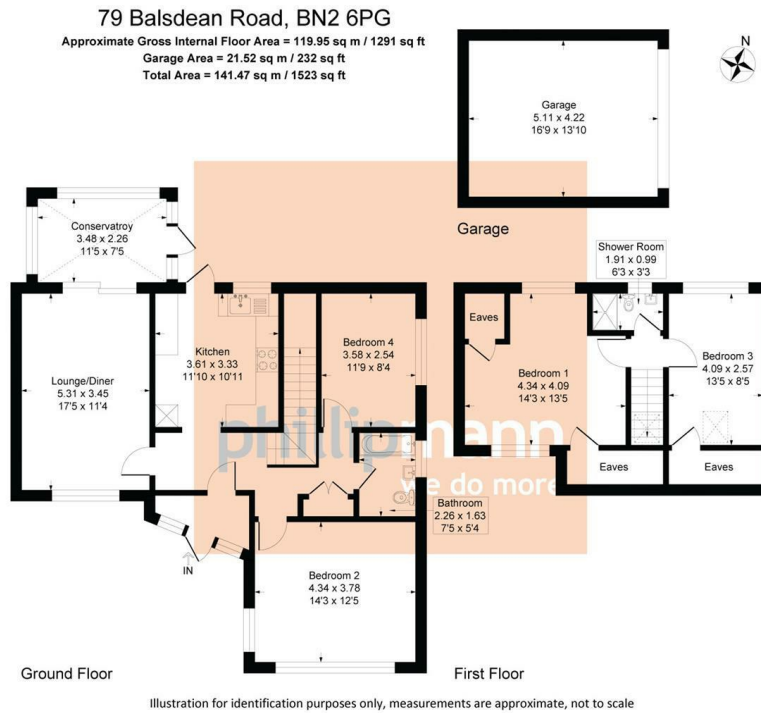 79 Balsdean Road, BN2 6PG
Approximate Gross Internal Floor Area = 119.95 sq m / 1291 sq ft
Garage Area = 21.52 sq m / 232 sq ft
Total Area = 141.47 sq m / 1523 sq ft
N
Garage
5.11 x 4.22
16'9 x 13'10
Garage
Conservatroy
3.48 x 2.26
11'5 x 7'5
Lounge/Diner
5.31 x 3.45
17'5 x 11'4
Kitchen
3.61 x 3.33
11'10 x 10'11
Bedroom 4
3.58 x 2.54
11'9 x 8'4
Bathroom
2.26 x 1.63
7'5 x 5'4
Bedroom 2
4.34 x 3.78
14'3 x 12'5
IN
Ground Floor
Shower Room
1.91 x 0.99
6'3 x 3'3
Eaves
Bedroom 1
4.34 x 4.09
14'3 x 13'5
Bedroom 3
4.09 x 2.57
13'5 x 8'5
Eaves
Eaves
First Floor
phillipmann
we do more
Illustration for identification purposes only, measurements are approximate, not to scale